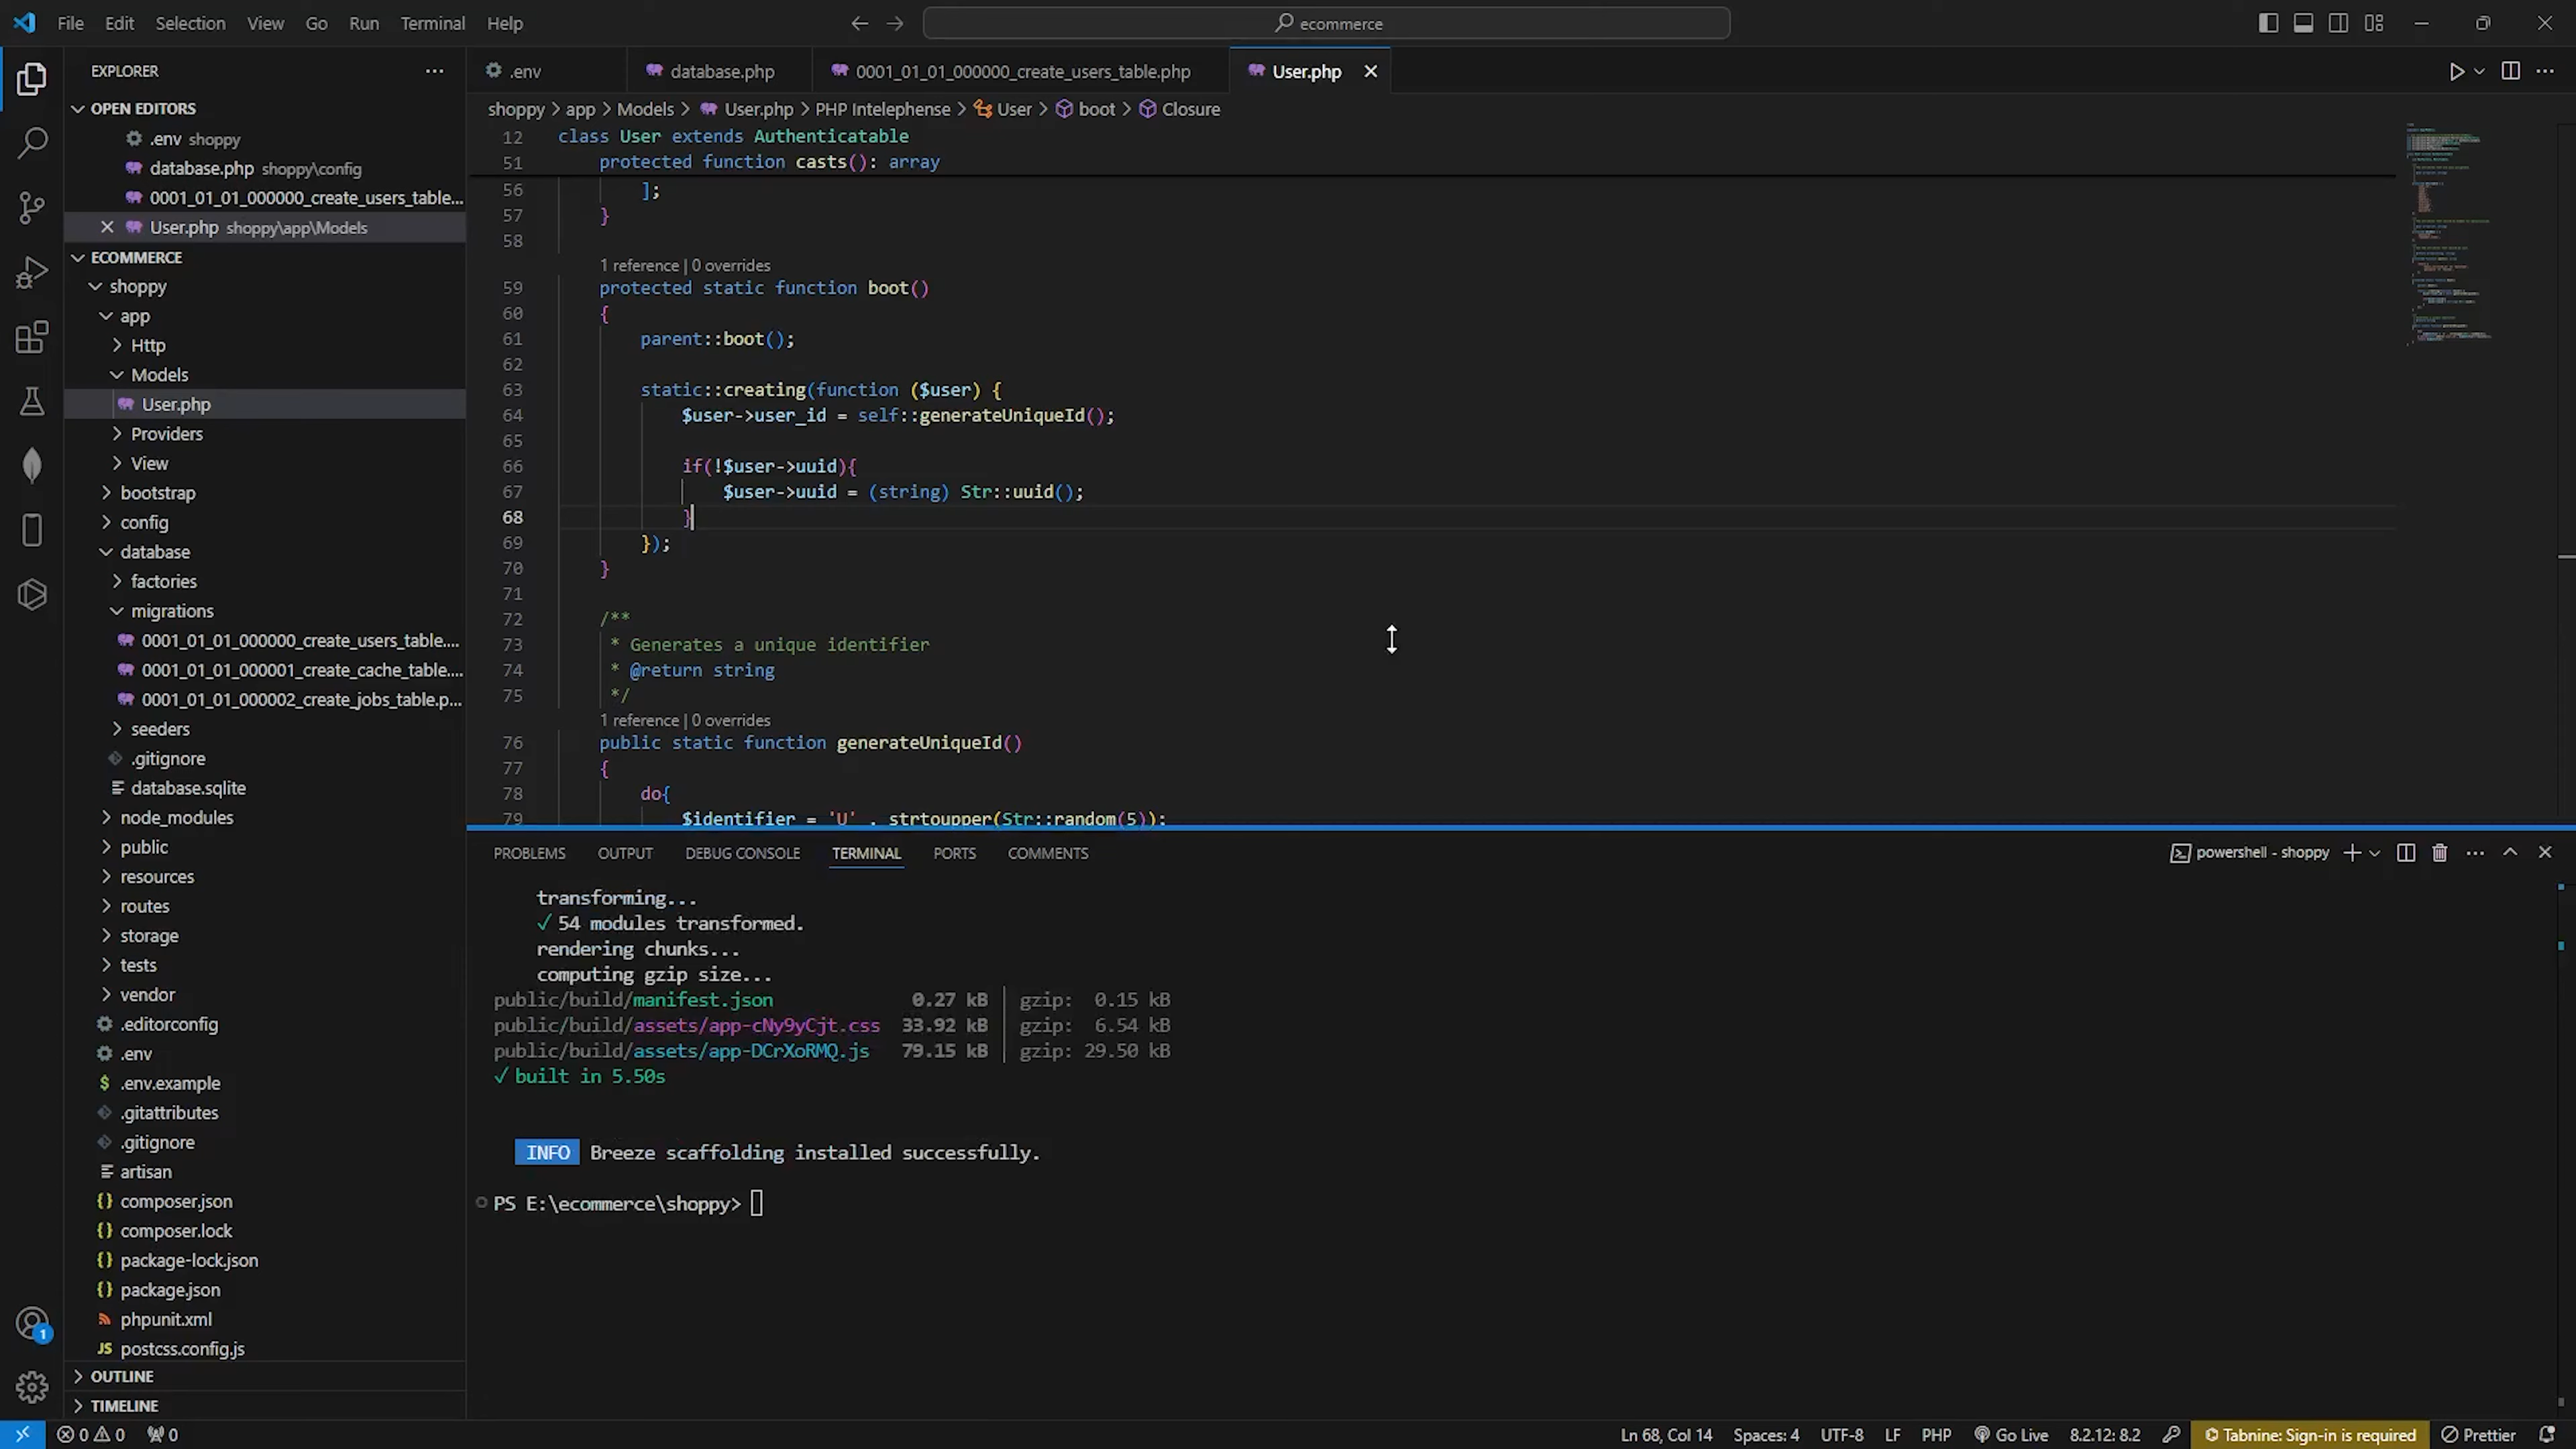 File Edit Selection View Go Run Terminal Help
ecommerce
EXPLORER
OPEN EDITORS
.env shoppy
database.php shoppy\config
0001_01_01_000000_create_users_table...
User.php shoppy\app\Models
ECOMMERCE
shoppy
app
Http
Models
User.php
Providers
View
bootstrap
config
database
factories
migrations
0001_01_01_000000_create_users_table....
0001_01_01_000001_create_cache_table....
0001_01_01_000002_create_jobs_table.p...
seeders
.gitignore
database.sqlite
node_modules
public
resources
routes
storage
tests
vendor
.editorconfig
.env
.env.example
.gitattributes
.gitignore
artisan
composer.json
composer.lock
package-lock.json
package.json
phpunit.xml
postcss.config.js
OUTLINE
TIMELINE
.env database.php 0001_01_01_000000_create_users_table.php User.php
shoppy > app > Models > User.php > PHP Intelephense > User > boot > Closure
12 class User extends Authenticatable
51 protected function casts(): array
56 ];
57 }
58
1 reference | 0 overrides
59 protected static function boot()
60 {
61 parent::boot();
62
63 static::creating(function ($user) {
64 $user->user_id = self::generateUniqueId();
65
66 if(!$user->uuid){
67 $user->uuid = (string) Str::uuid();
68 }
69 });
70 }
71
72 /**
73 * Generates a unique identifier
74 * @return string
75 */
1 reference | 0 overrides
76 public static function generateUniqueId()
77 {
78 do{
79 $identifier = 'U' . strtoupper(Str::random(5));
PROBLEMS OUTPUT DEBUG CONSOLE TERMINAL PORTS COMMENTS
powershell - shoppy
transforming...
✓ 54 modules transformed.
rendering chunks...
computing gzip size...
public/build/manifest.json 0.27 kB │ gzip: 0.15 kB
public/build/assets/app-cNy9yCjt.css 33.92 kB │ gzip: 6.54 kB
public/build/assets/app-DCrXoRMQ.js 79.15 kB │ gzip: 29.50 kB
✓ built in 5.50s
INFO Breeze scaffolding installed successfully.
PS E:\ecommerce\shoppy>
1
0 0 0
Ln 68, Col 14 Spaces: 4 UTF-8 LF PHP Go Live 8.2.12: 8.2 Tabnine: Sign-in is required Prettier